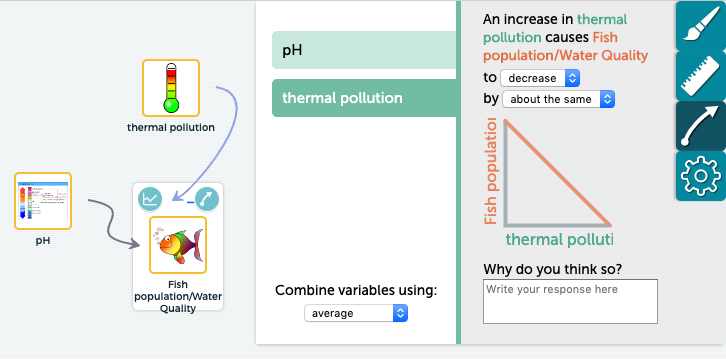 thermal pollution
pH
Fish
population/Water
Quality
pH
thermal pollution
Combine variables using:
average
An increase in thermal
pollution causes Fish
population/Water Quality
to decrease
by about the same
Fish population
thermal polluti
Why do you think so?
Write your response here